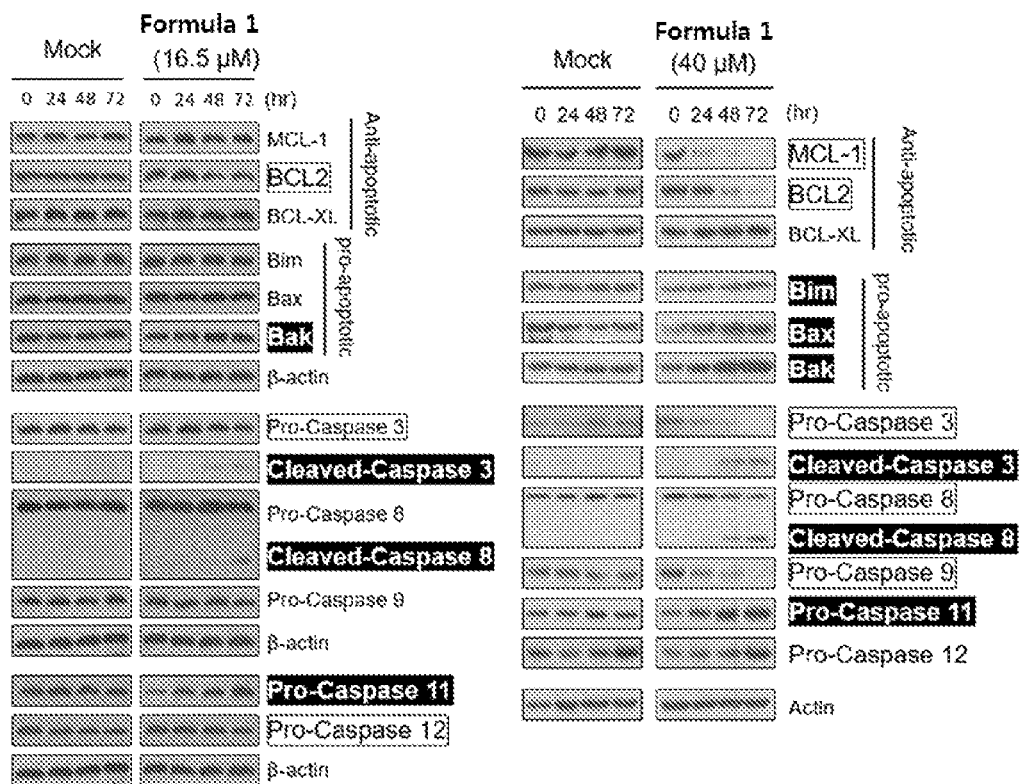 Mock
Formula 1
(16.5 μM)
0 24 48 72 0 24 48 72 (hr)
MCL-1
BCL2
BCL-XL
Anti-apoptotic
Bim
Bax
Bak
pro-apoptotic
β-actin
Pro-Caspase 3
Cleaved-Caspase 3
Pro-Caspase 8
Cleaved-Caspase 8
Pro-Caspase 9
β-actin
Pro-Caspase 11
Pro-Caspase 12
β-actin
Mock
Formula 1
(40 μM)
0 24 48 72 0 24 48 72 (hr)
MCL-1
BCL2
BCL-XL
Anti-apoptotic
Bim
Bax
Bak
pro-apoptotic
Pro-Caspase 3
Cleaved-Caspase 3
Pro-Caspase 8
Cleaved-Caspase 8
Pro-Caspase 9
Pro-Caspase 11
Pro-Caspase 12
Actin